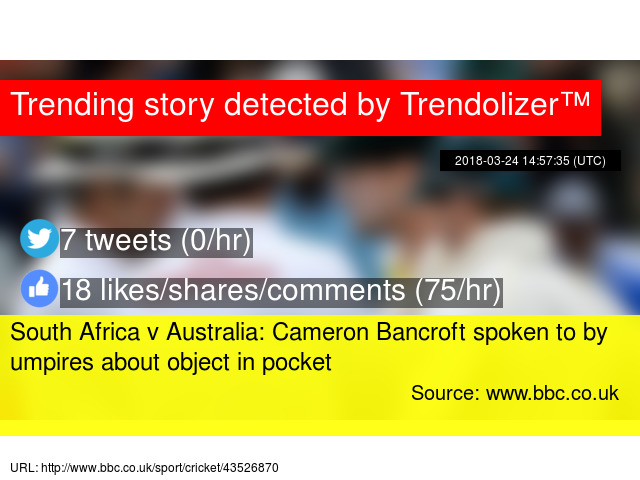 Trending story detected by Trendolizer™
2018-03-24 14:57:35 (UTC)
7 tweets (0/hr)
18 likes/shares/comments (75/hr)
South Africa v Australia: Cameron Bancroft spoken to by
umpires about object in pocket
Source: www.bbc.co.uk
URL: http://www.bbc.co.uk/sport/cricket/43526870